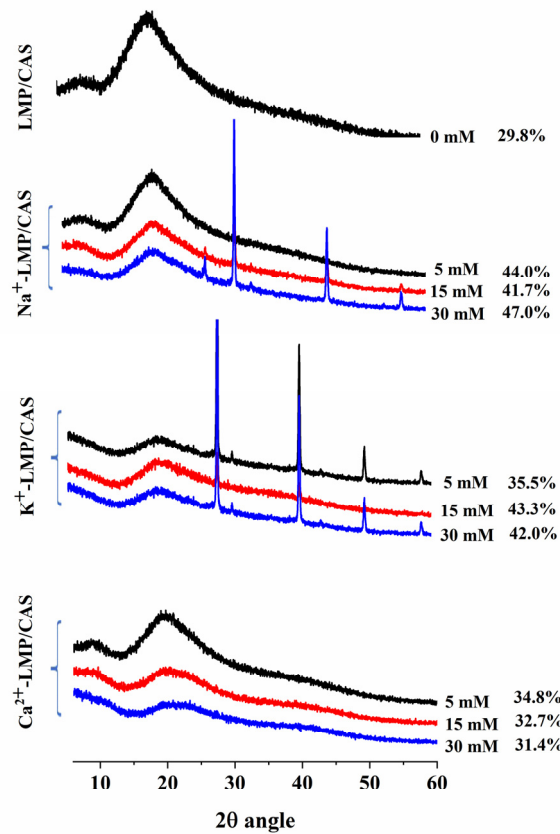 LMP/CAS
0 mM 29.8%
Na+-LMP/CAS
5 mM 44.0%
15 mM 41.7%
30 mM 47.0%
K+-LMP/CAS
5 mM 35.5%
15 mM 43.3%
30 mM 42.0%
Ca2+-LMP/CAS
5 mM 34.8%
15 mM 32.7%
30 mM 31.4%
10 20 30 40 50 60
2θ angle